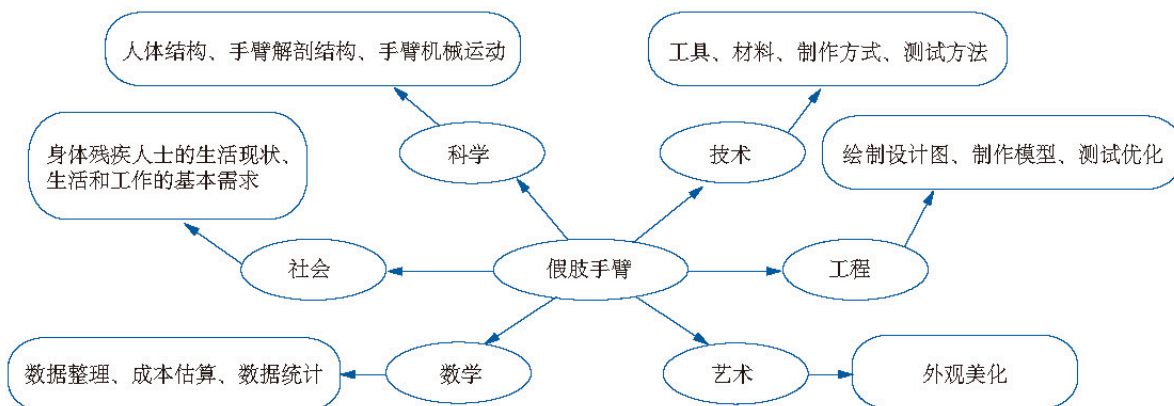 人体结构、手臂解剖结构、手臂机械运动
工具、材料、制作方式、测试方法
科学
技术
身体残疾人士的生活现状、
生活和工作的基本需求
绘制设计图、制作模型、测试优化
社会
假肢手臂
工程
数据整理、成本估算、数据统计
数学
艺术
外观美化